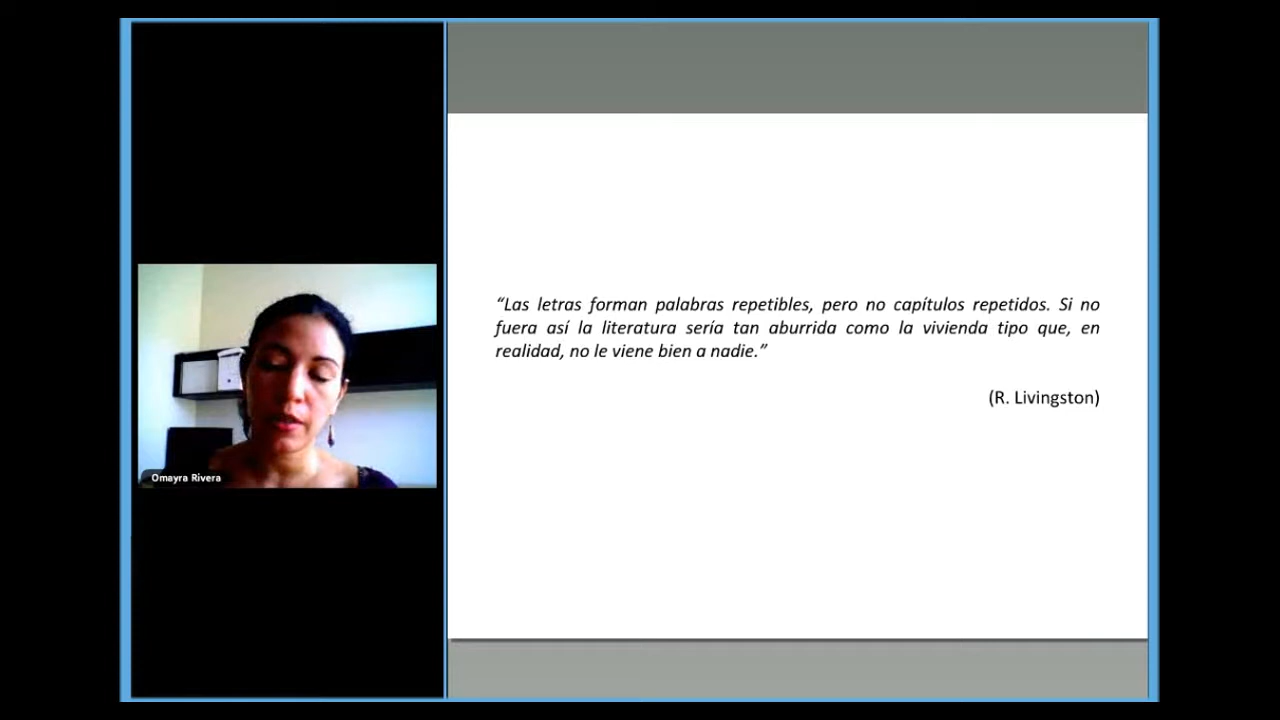 Omayra Rivera
“Las letras forman palabras repetibles, pero no capítulos repetidos. Si no
fuera así la literatura sería tan aburrida como la vivienda tipo que, en
realidad, no le viene bien a nadie.”
(R. Livingston)